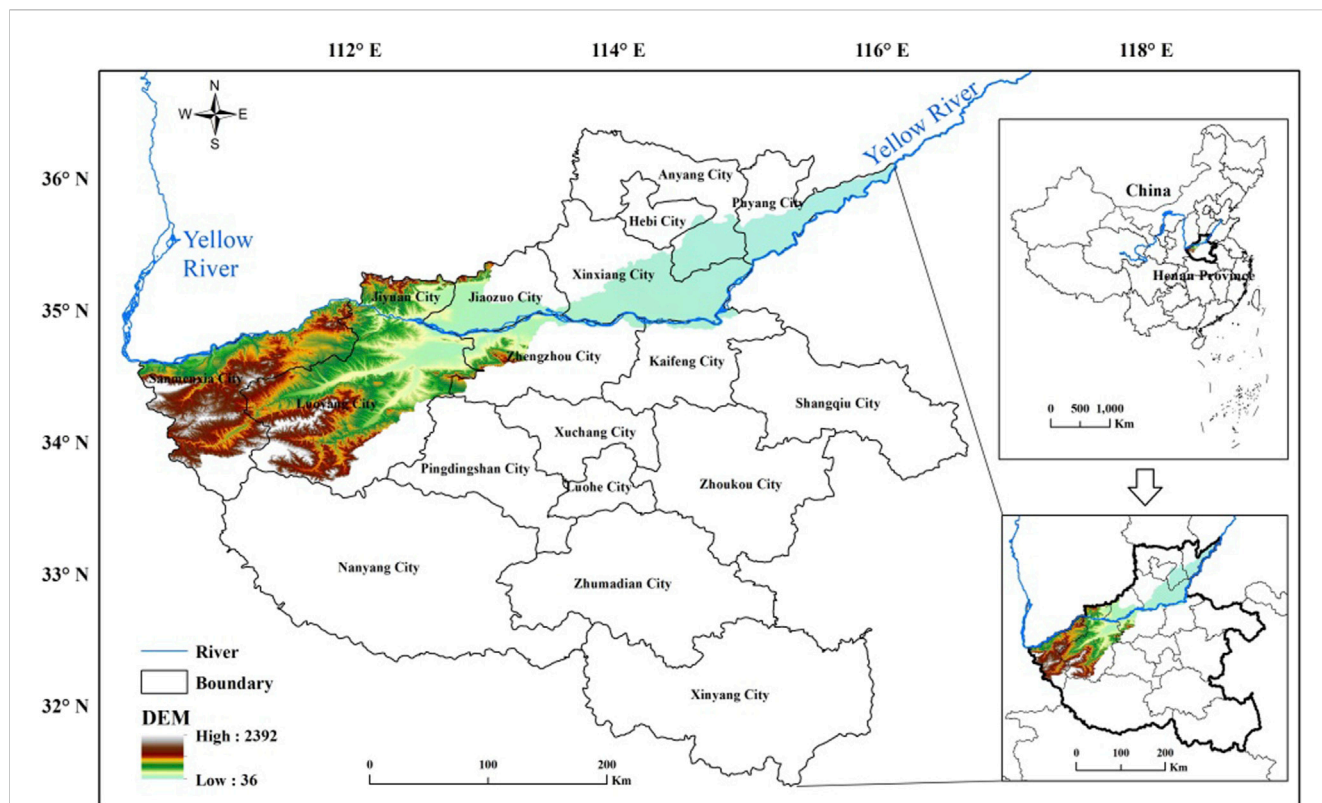 112° E
114° E
116° E
118° E
N
W
E
S
36° N
35° N
34° N
33° N
32° N
Yellow
River
Yellow River
Anyang City
Puyang City
Hebi City
Xinxiang City
Jiyuan City
Jiaozuo City
Zhengzhou City
Kaifeng City
Sanmenxia City
Luoyang City
Shangqiu City
Xuchang City
Pingdingshan City
Luohe City
Zhoukou City
Nanyang City
Zhumadian City
Xinyang City
River
Boundary
DEM
High : 2392
Low : 36
0 100 200
Km
China
Henan Province
0 500 1,000
Km
0 100 200
Km